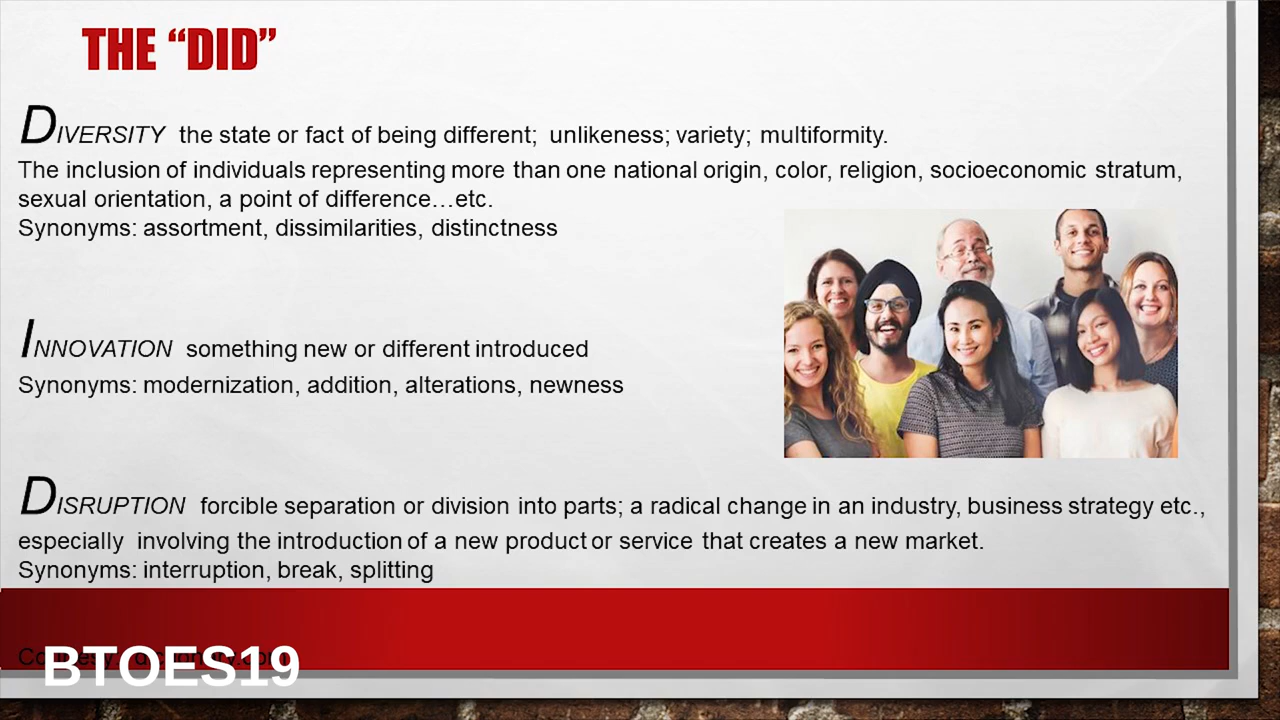 THE “DID”
DIVERSITY the state or fact of being different; unlikeness; variety; multiformity.
The inclusion of individuals representing more than one national origin, color, religion, socioeconomic stratum,
sexual orientation, a point of difference…etc.
Synonyms: assortment, dissimilarities, distinctness
INNOVATION something new or different introduced
Synonyms: modernization, addition, alterations, newness
DISRUPTION forcible separation or division into parts; a radical change in an industry, business strategy etc.,
especially involving the introduction of a new product or service that creates a new market.
Synonyms: interruption, break, splitting
BTOES19